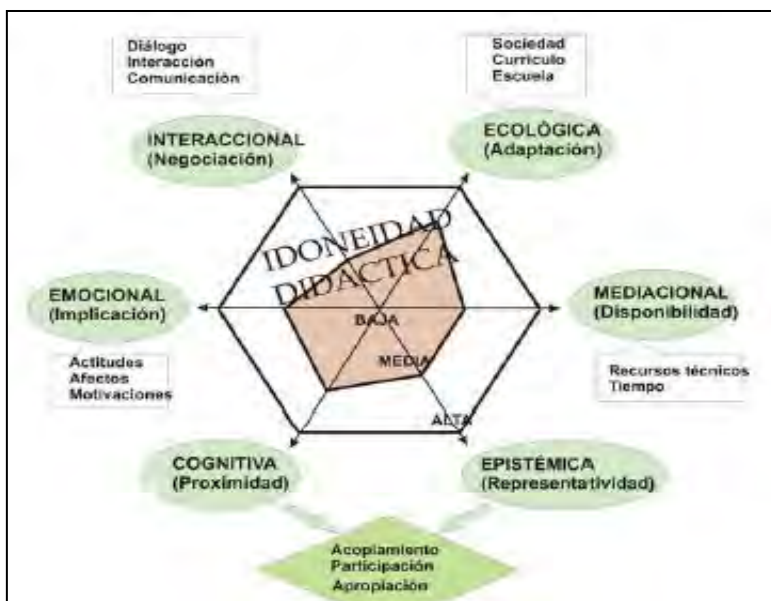 Diálogo
Interacción
Comunicación
Sociedad
Currículo
Escuela
INTERACCIONAL
(Negociación)
ECOLÓGICA
(Adaptación)
IDONEIDAD
DIDÁCTICA
EMOCIONAL
(Implicación)
MEDIACIONAL
(Disponibilidad)
BAJA
MEDIA
ALTA
Actitudes
Afectos
Motivaciones
Recursos técnicos
Tiempo
COGNITIVA
(Proximidad)
EPISTÉMICA
(Representatividad)
Acoplamiento
Participación
Apropiación